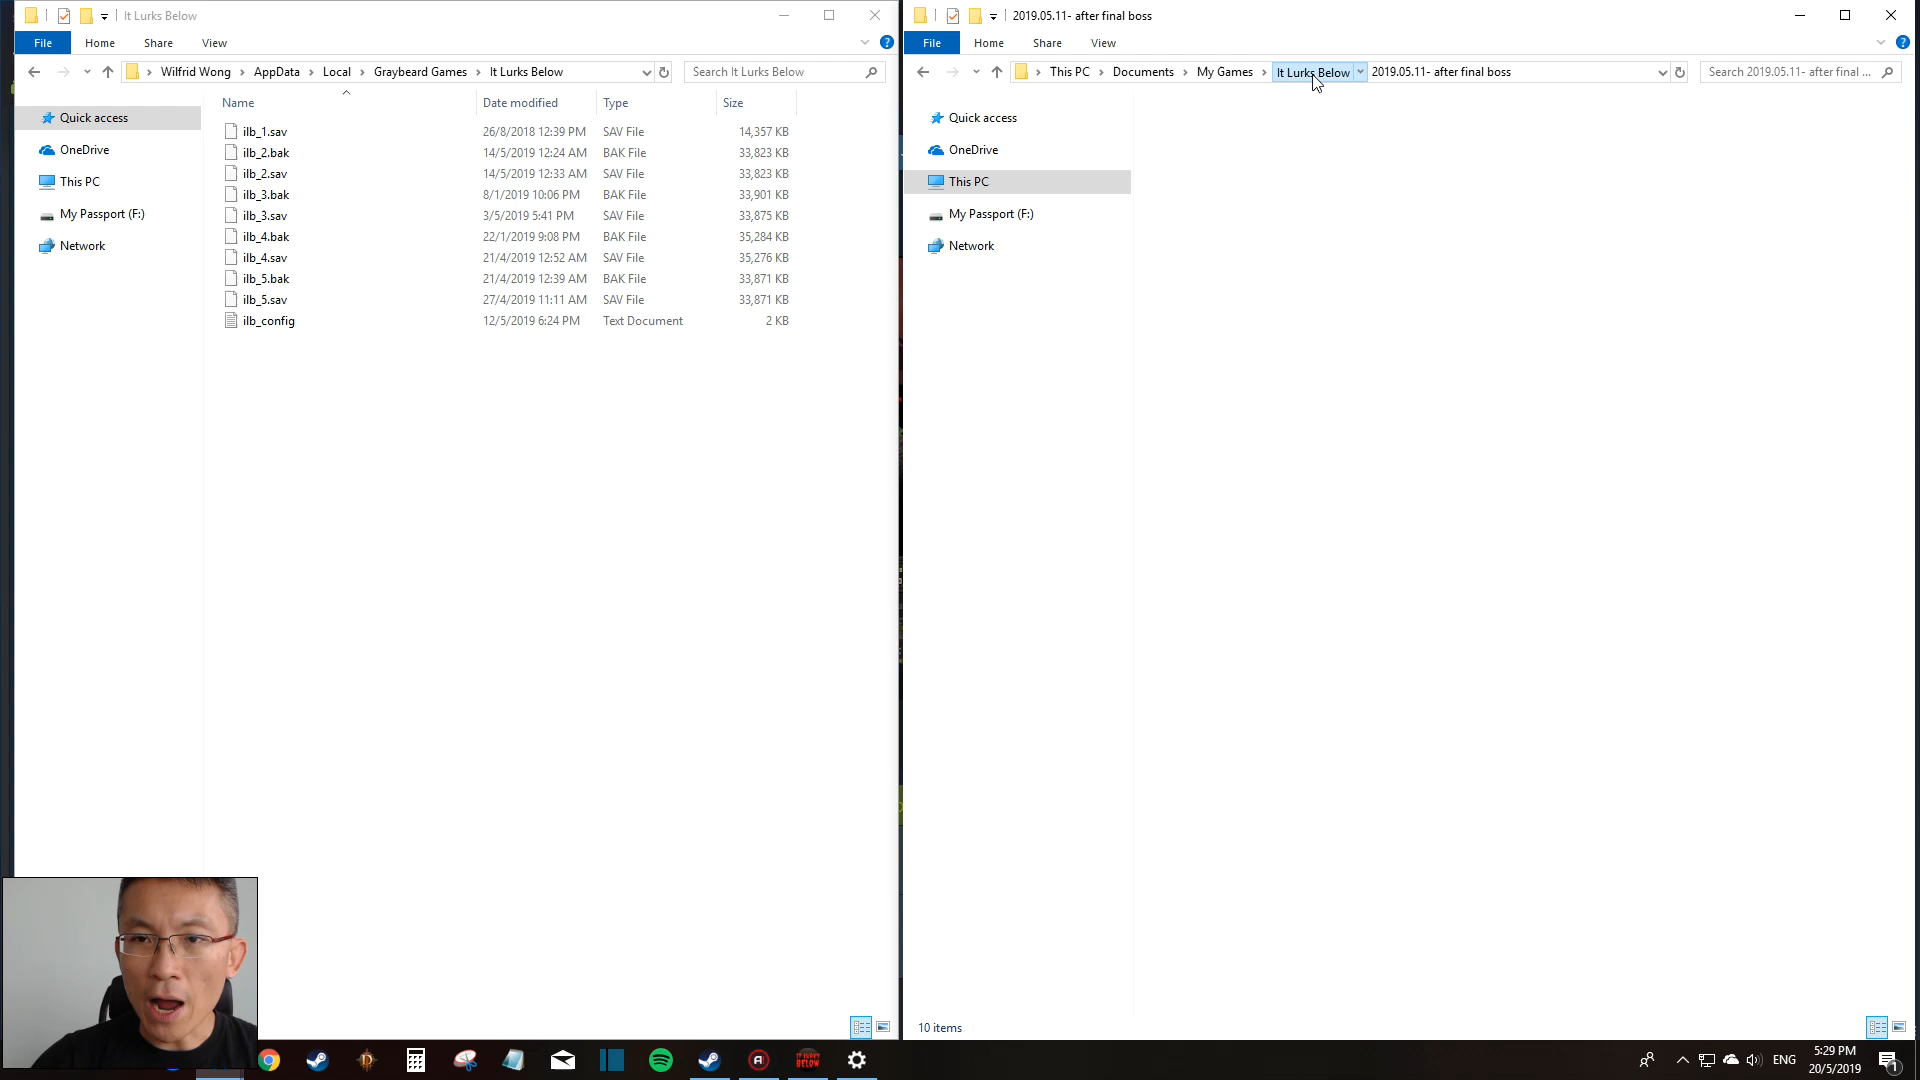 It Lurks Below
File Home Share View
Wilfrid Wong AppData Local Graybeard Games It Lurks Below
Search It Lurks Below
Quick access
OneDrive
This PC
My Passport (F:)
Network
Name Date modified Type Size
ilb_1.sav 26/8/2018 12:39 PM SAV File 14,357 KB
ilb_2.bak 14/5/2019 12:24 AM BAK File 33,823 KB
ilb_2.sav 14/5/2019 12:33 AM SAV File 33,823 KB
ilb_3.bak 8/1/2019 10:06 PM BAK File 33,901 KB
ilb_3.sav 3/5/2019 5:41 PM SAV File 33,875 KB
ilb_4.bak 22/1/2019 9:08 PM BAK File 35,284 KB
ilb_4.sav 21/4/2019 12:52 AM SAV File 35,276 KB
ilb_5.bak 21/4/2019 12:39 AM BAK File 33,871 KB
ilb_5.sav 27/4/2019 11:11 AM SAV File 33,871 KB
ilb_config 12/5/2019 6:24 PM Text Document 2 KB
2019.05.11- after final boss
File Home Share View
This PC Documents My Games It Lurks Below 2019.05.11- after final boss
Search 2019.05.11- after final ...
Quick access
OneDrive
This PC
My Passport (F:)
Network
10 items
IT LURKS BELOW
ENG
5:29 PM
20/5/2019
1